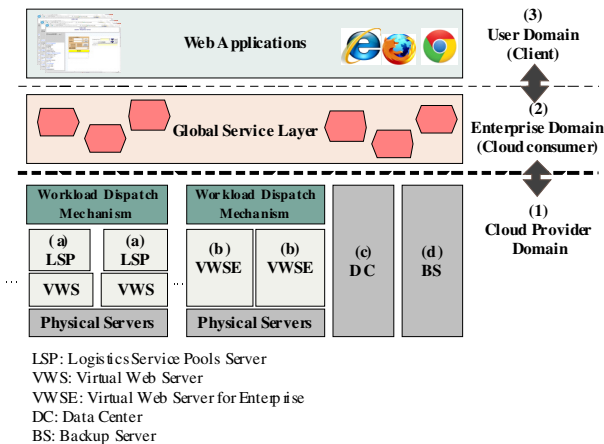 Web Applications
(3)
User Domain
(Client)
Global Service Layer
(2)
Enterprise Domain
(Cloud consumer)
(1)
Cloud Provider
Domain
Workload Dispatch
Mechanism
Workload Dispatch
Mechanism
(a)
LSP
(a)
LSP
(b)
VWSE
(b)
VWSE
(c)
DC
(d)
BS
...
VWS
VWS
...
Physical Servers
Physical Servers
LSP: Logistics Service Pools Server
VWS: Virtual Web Server
VWSE: Virtual Web Server for Enterprise
DC: Data Center
BS: Backup Server